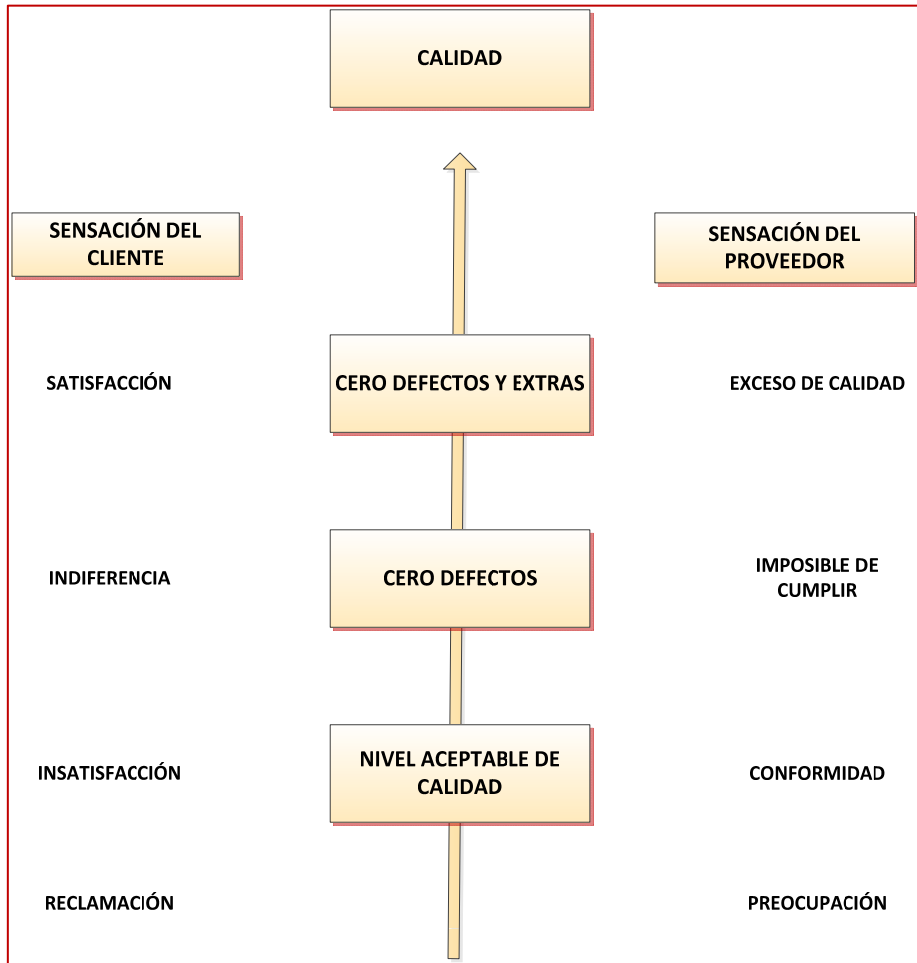 CALIDAD
SENSACIÓN DEL
CLIENTE
SENSACIÓN DEL
PROVEEDOR
SATISFACCIÓN
CERO DEFECTOS Y EXTRAS
EXCESO DE CALIDAD
INDIFERENCIA
CERO DEFECTOS
IMPOSIBLE DE
CUMPLIR
INSATISFACCIÓN
NIVEL ACEPTABLE DE
CALIDAD
CONFORMIDAD
RECLAMACIÓN
PREOCUPACIÓN